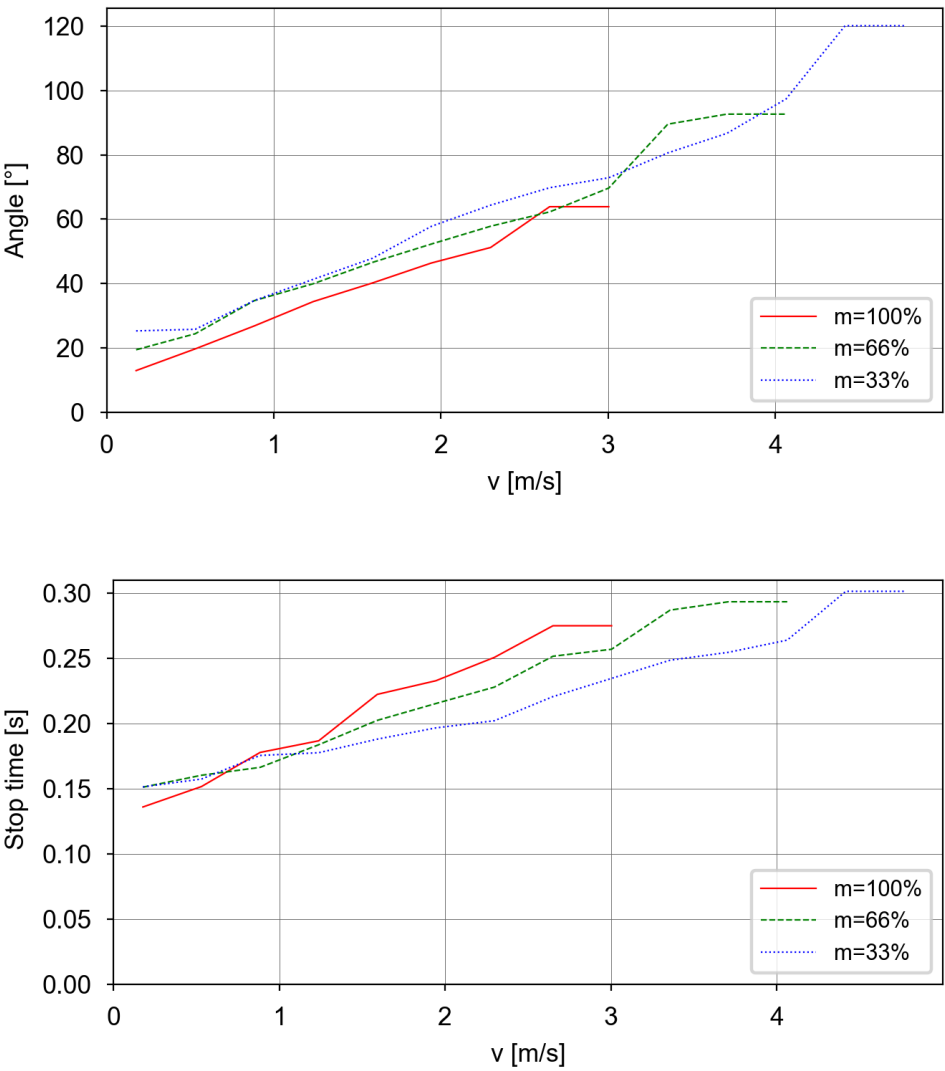 120
100
80
60
40
20
0
Angle [°]
0 1 2 3 4
v [m/s]
m=100%
m=66%
m=33%
0.30
0.25
0.20
0.15
0.10
0.05
0.00
Stop time [s]
0 1 2 3 4
v [m/s]
m=100%
m=66%
m=33%